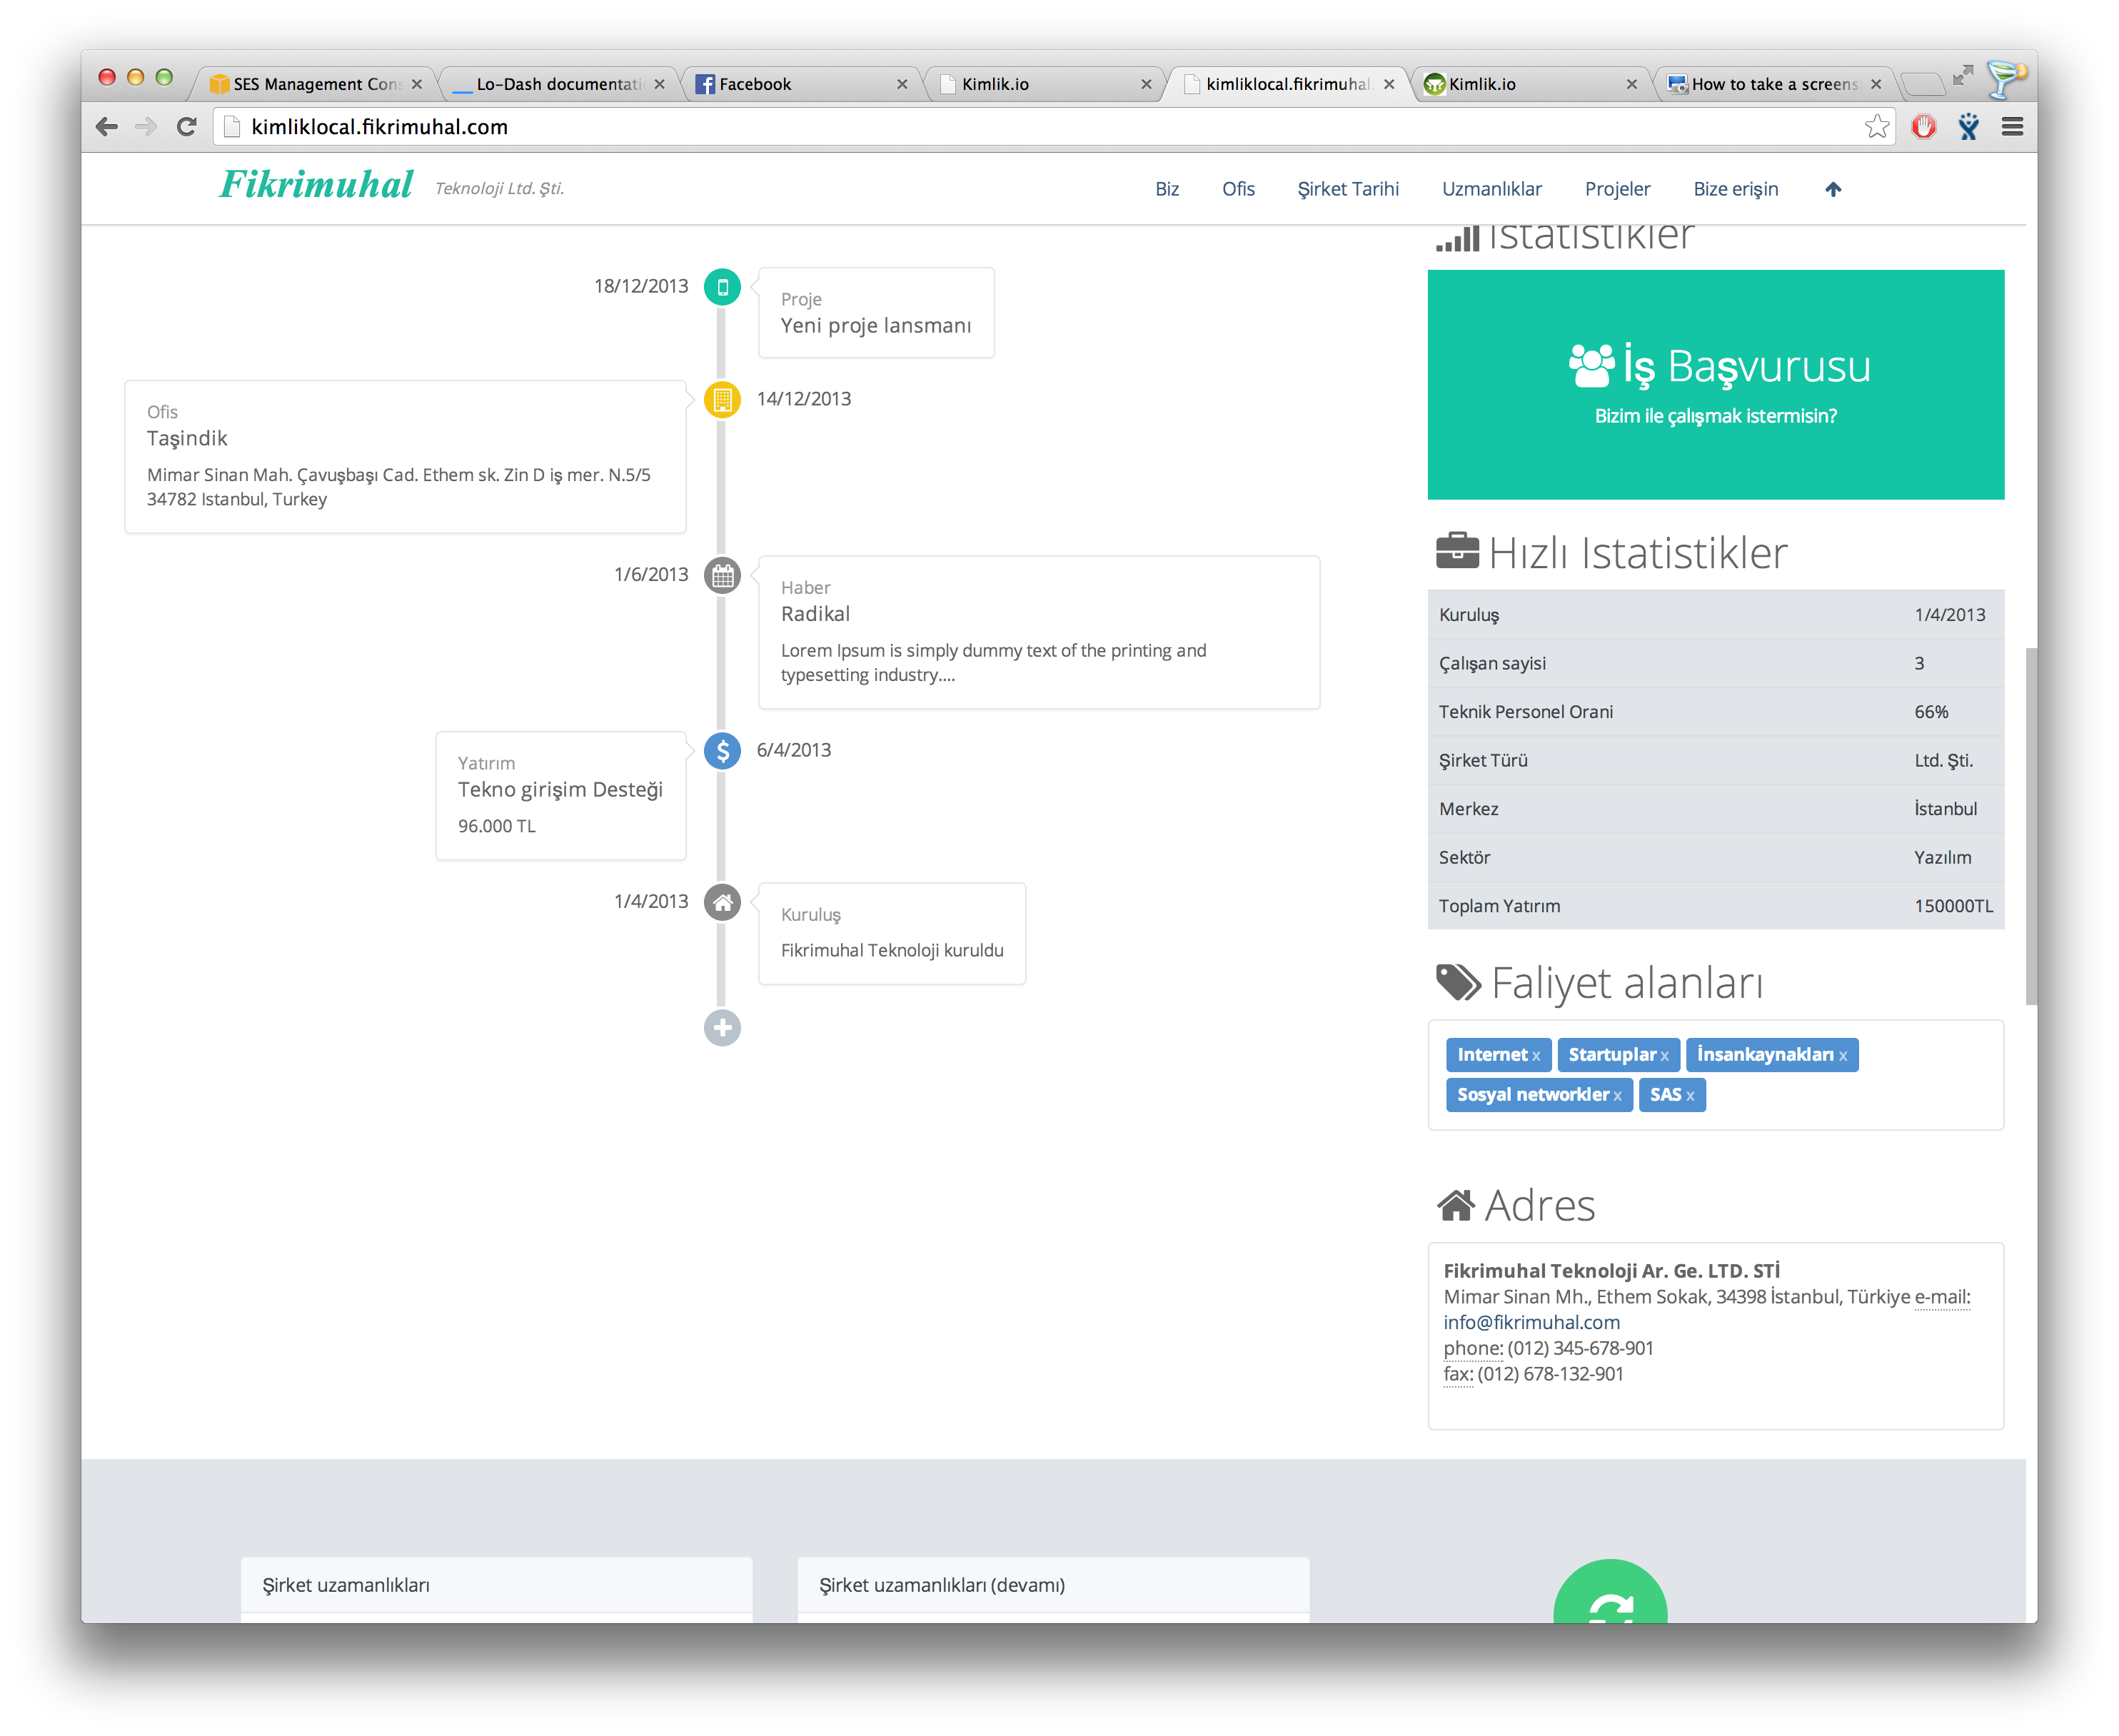 SES Management Cons
Lo-Dash documentati
Facebook
Kimlik.io
kimliklocal.fikrimuhal.
Kimlik.io
How to take a screens
kimliklocal.fikrimuhal.com
Fikrimuhal Teknoloji Ltd. Şti.
Biz Ofis Şirket Tarihi Uzmanlıklar Projeler Bize erişin
18/12/2013
Proje
Yeni proje lansmanı
14/12/2013
Ofis
Taşindik
Mimar Sinan Mah. Çavuşbaşı Cad. Ethem sk. Zin D iş mer. N.5/5
34782 Istanbul, Turkey
1/6/2013
Haber
Radikal
Lorem Ipsum is simply dummy text of the printing and
typesetting industry....
6/4/2013
Yatırım
Tekno girişim Desteği
96.000 TL
1/4/2013
Kuruluş
Fikrimuhal Teknoloji kuruldu
Istatistikler
İş Başvurusu
Bizim ile çalışmak istermisin?
Hızlı Istatistikler
Kuruluş 1/4/2013
Çalışan sayisi 3
Teknik Personel Orani 66%
Şirket Türü Ltd. Şti.
Merkez İstanbul
Sektör Yazılım
Toplam Yatırım 150000TL
Faliyet alanları
Internet x Startuplar x İnsankaynakları x
Sosyal networkler x SAS x
Adres
Fikrimuhal Teknoloji Ar. Ge. LTD. STİ
Mimar Sinan Mh., Ethem Sokak, 34398 İstanbul, Türkiye e-mail:
info@fikrimuhal.com
phone: (012) 345-678-901
fax: (012) 678-132-901
Şirket uzamanlıkları
Şirket uzamanlıkları (devamı)